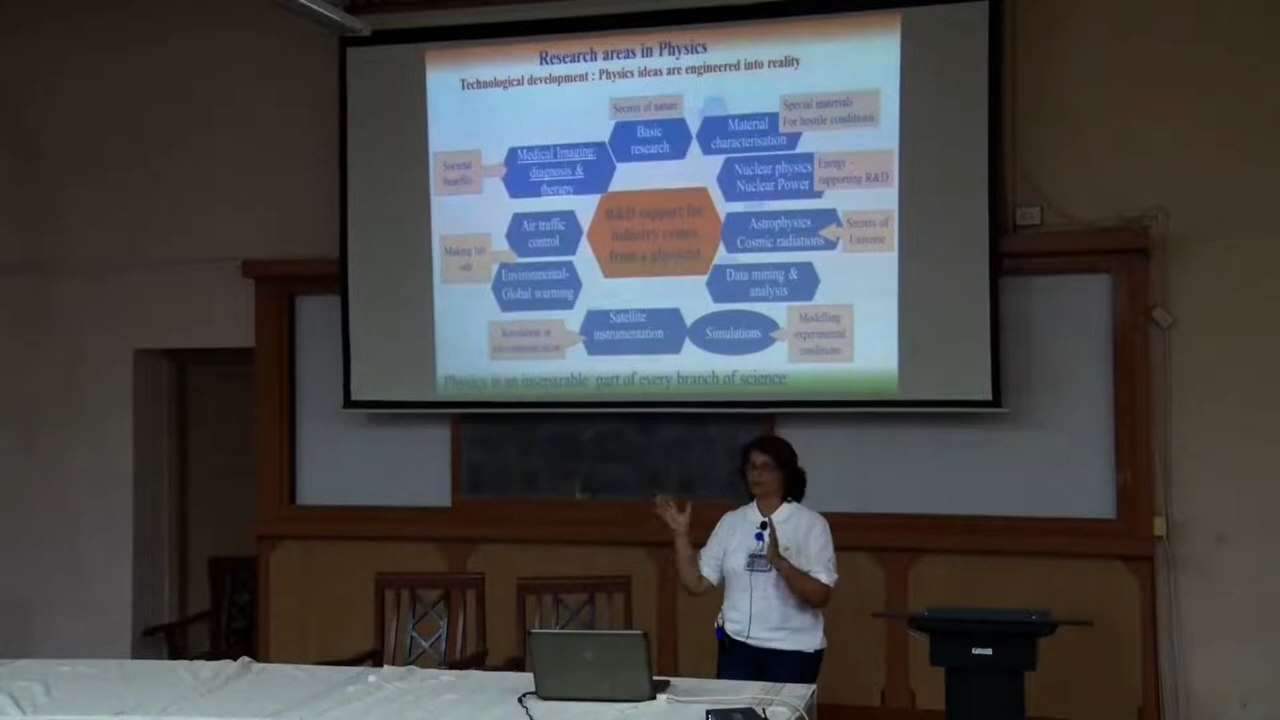 Research areas in Physics
Technological development : Physics ideas are engineered into reality
Secrets of nature
Basic
research
Material
characterisation
Special materials
For hostile conditions
Societal
benefits
Medical Imaging:
diagnosis &
therapy
Nuclear physics
Nuclear Power
Energy -
supporting R&D
R&D support for
industry comes
from a physicist
Air traffic
control
Astrophysics
Cosmic radiations
Secrets of
Universe
Making life
Environmental-
Global warming
Data mining &
analysis
Satellite
instrumentation
Simulations
Modelling
experimental
conditions
Physics is an inseparable part of every branch of science